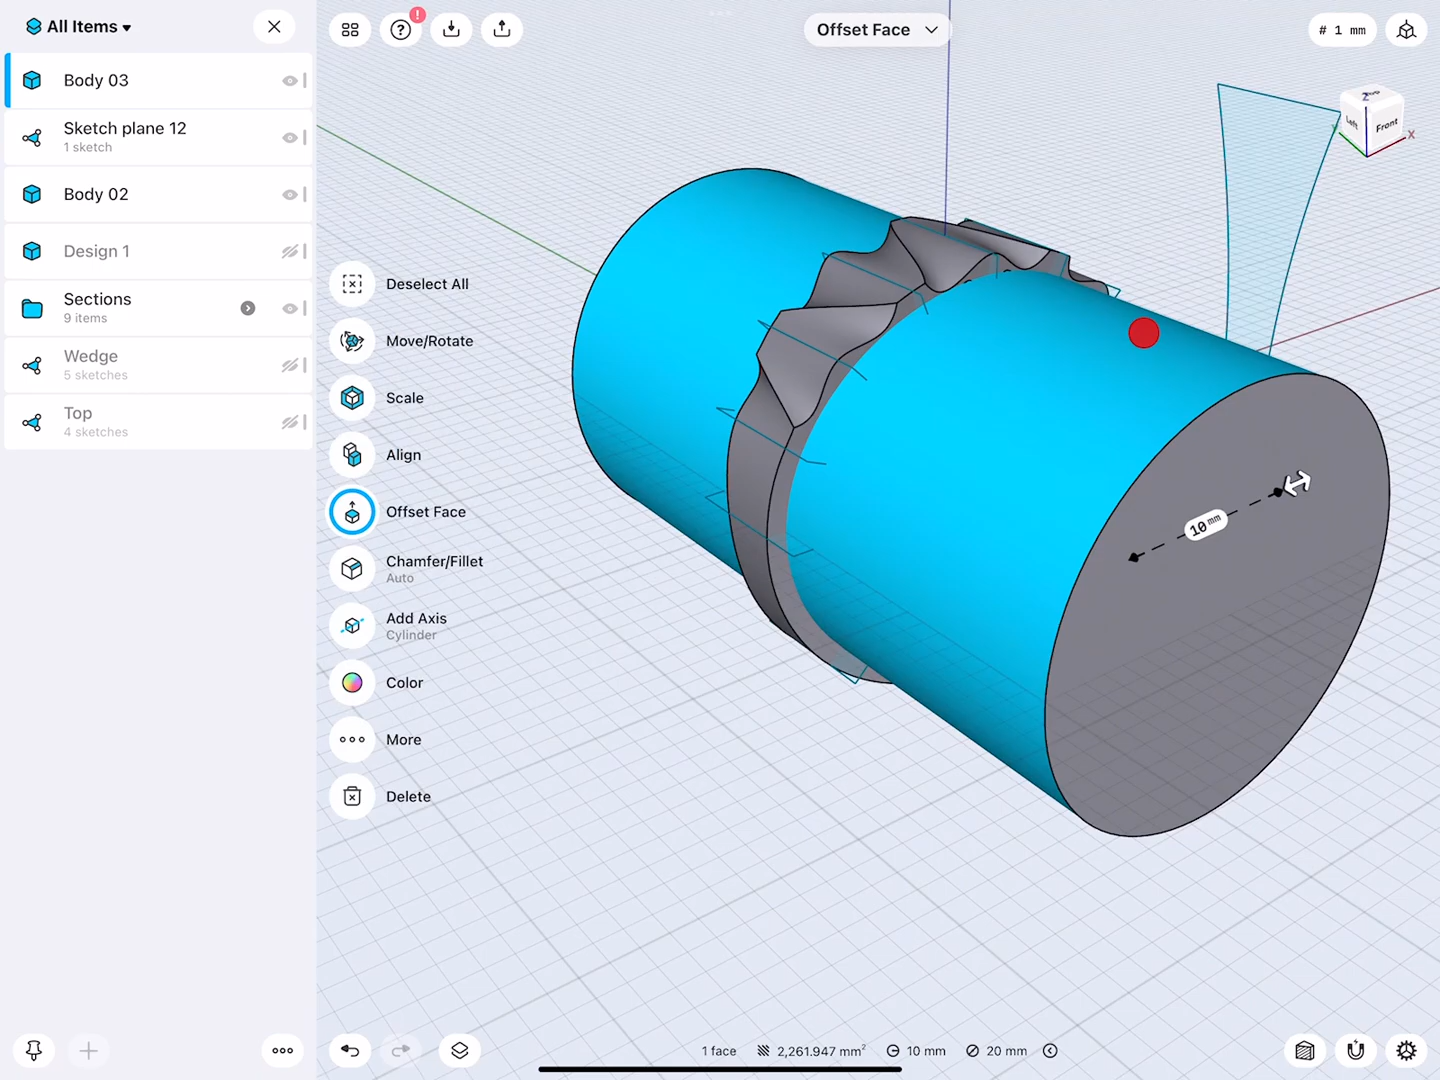 All Items
Body 03
Sketch plane 12
1 sketch
Body 02
Design 1
Sections
9 items
Wedge
5 sketches
Top
4 sketches
Offset Face
# 1 mm
Top
Z
Left
Front
X
Deselect All
Move/Rotate
Scale
Align
Offset Face
Chamfer/Fillet
Auto
Add Axis
Cylinder
Color
More
Delete
10 mm
1 face
2,261.947 mm²
10 mm
20 mm